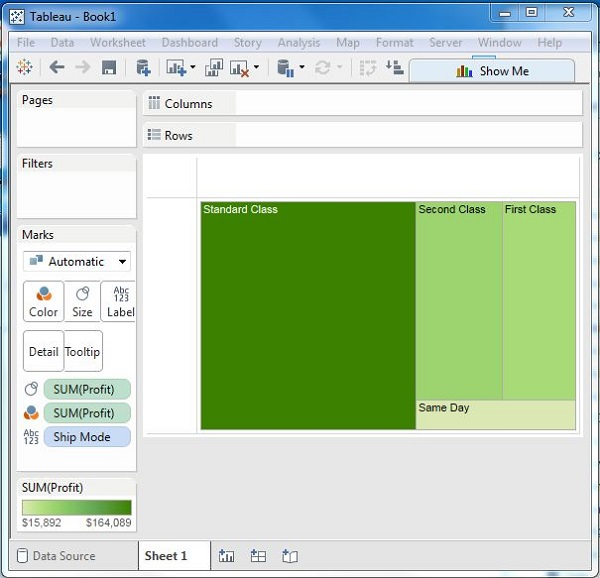 Tableau - Book1
File Data Worksheet Dashboard Story Analysis Map Format Server Window Help
Show Me
Pages
Columns
Rows
Filters
Standard Class Second Class First Class
Same Day
Marks
Automatic
Color Size Abc 123 Label
Detail Tooltip
SUM(Profit)
SUM(Profit)
Abc 123 Ship Mode
SUM(Profit)
$15,892 $164,089
Data Source Sheet 1